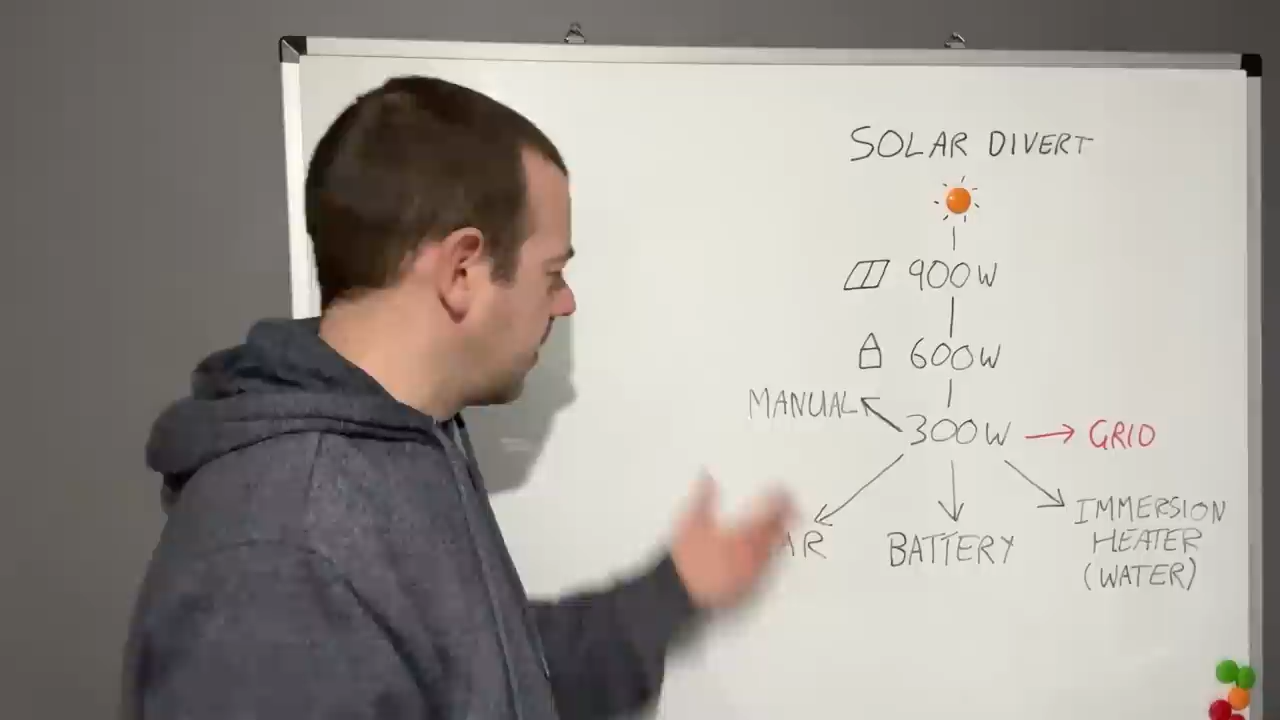 SOLAR DIVERT
900W
600W
MANUAL
300W
GRID
BATTERY
IMMERSION
HEATER
(WATER)